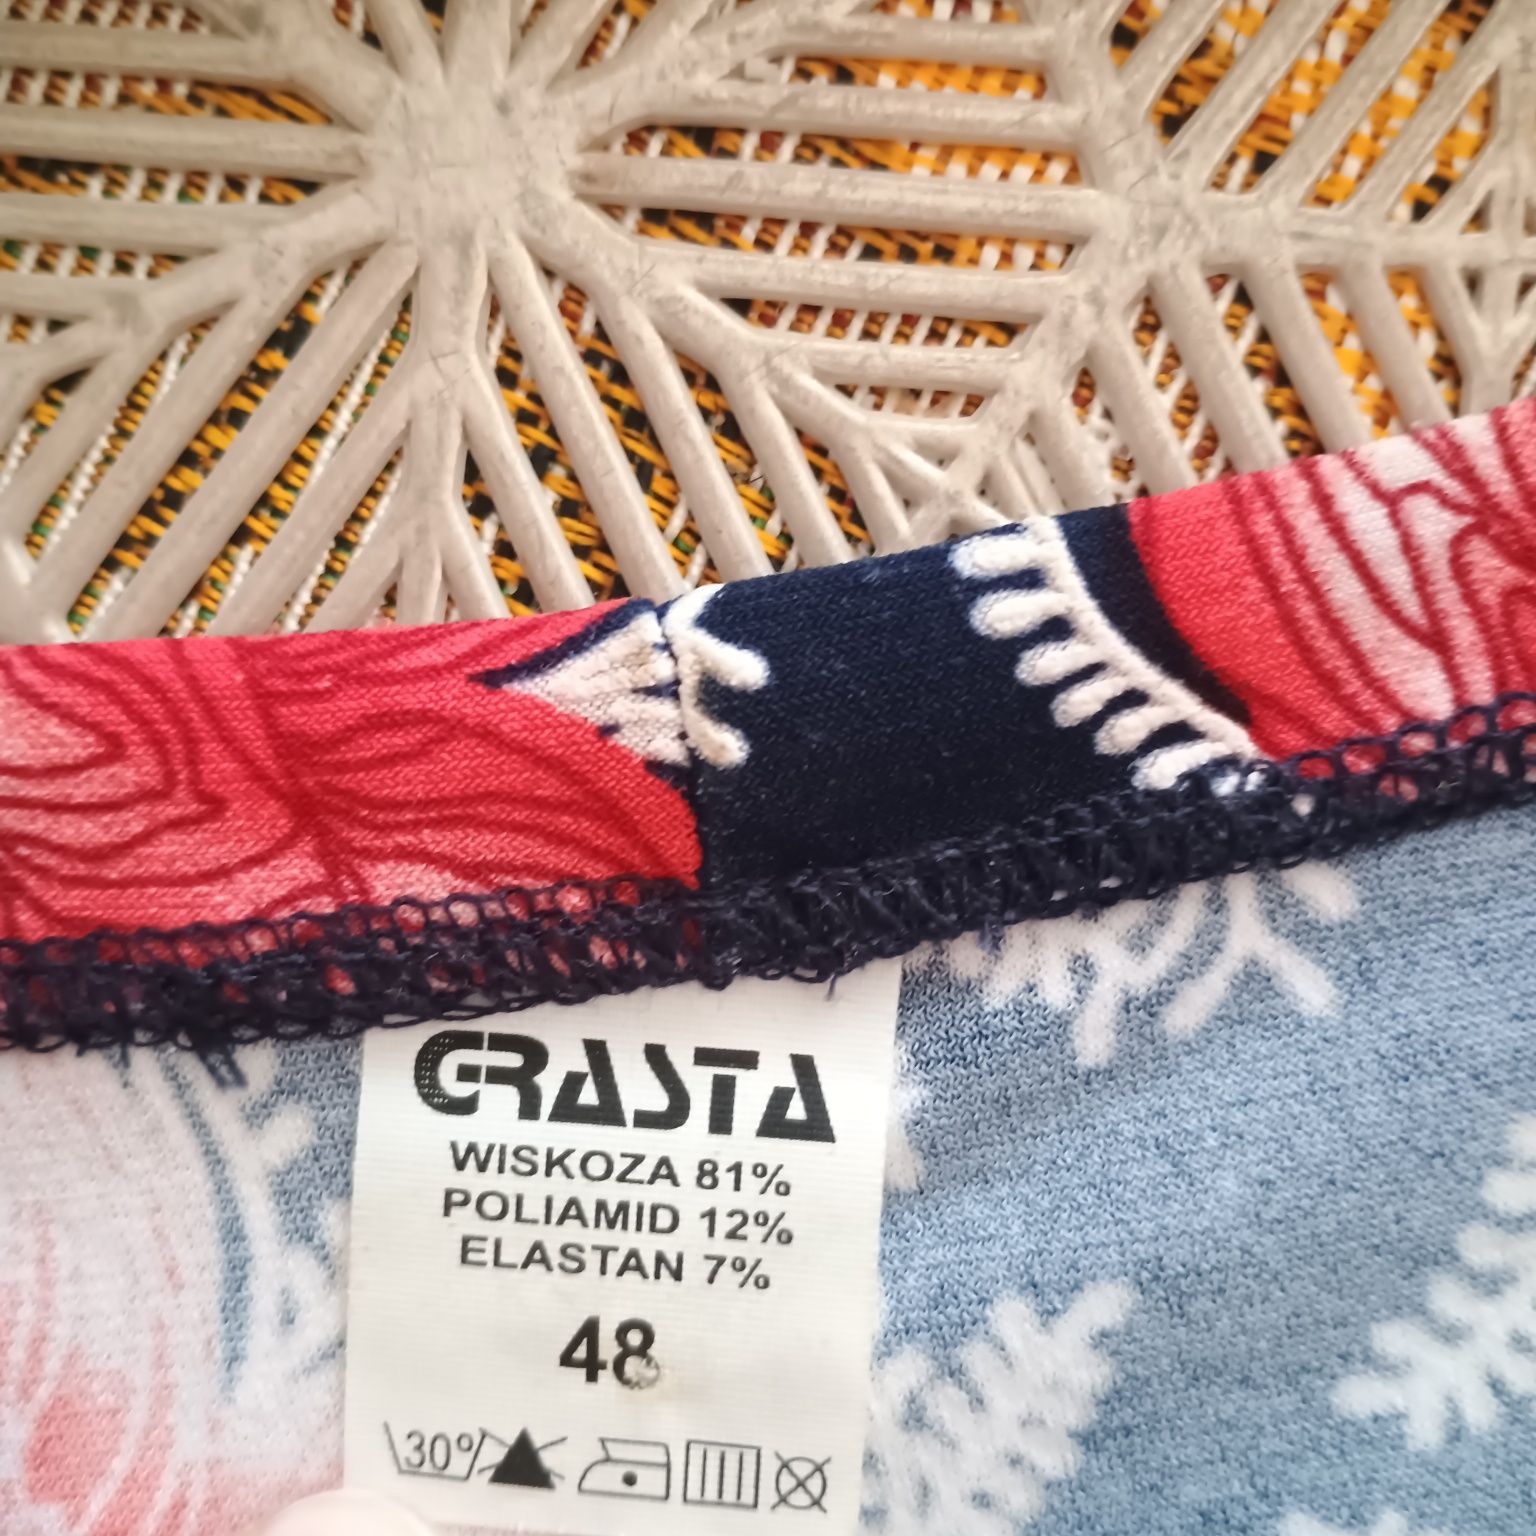 GRASTA
WISKOZA 81%
POLIAMID 12%
ELASTAN 7%
48
30°